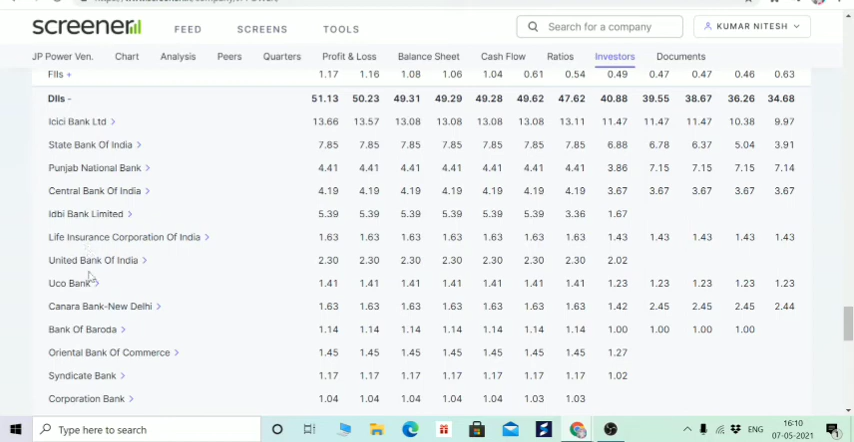 screener
FEED SCREENS TOOLS
Search for a company
KUMAR NITESH
JP Power Ven. Chart Analysis Peers Quarters Profit & Loss Balance Sheet Cash Flow Ratios Investors Documents
FIIs + 1.17 1.16 1.08 1.06 1.04 0.61 0.54 0.49 0.47 0.47 0.46 0.63
DIIs - 51.13 50.23 49.31 49.29 49.28 49.62 47.62 40.88 39.55 38.67 36.26 34.68
Icici Bank Ltd > 13.66 13.57 13.08 13.08 13.08 13.08 13.11 11.47 11.47 11.47 10.38 9.97
State Bank Of India > 7.85 7.85 7.85 7.85 7.85 7.85 7.85 6.88 6.78 6.37 5.04 3.91
Punjab National Bank > 4.41 4.41 4.41 4.41 4.41 4.41 4.41 3.86 7.15 7.15 7.15 7.14
Central Bank Of India > 4.19 4.19 4.19 4.19 4.19 4.19 4.19 3.67 3.67 3.67 3.67 3.67
Idbi Bank Limited > 5.39 5.39 5.39 5.39 5.39 5.39 3.36 1.67
Life Insurance Corporation Of India > 1.63 1.63 1.63 1.63 1.63 1.63 1.63 1.43 1.43 1.43 1.43 1.43
United Bank Of India > 2.30 2.30 2.30 2.30 2.30 2.30 2.30 2.02
Uco Bank > 1.41 1.41 1.41 1.41 1.41 1.41 1.41 1.23 1.23 1.23 1.23 1.23
Canara Bank-New Delhi > 1.63 1.63 1.63 1.63 1.63 1.63 1.63 1.42 2.45 2.45 2.45 2.44
Bank Of Baroda > 1.14 1.14 1.14 1.14 1.14 1.14 1.14 1.00 1.00 1.00 1.00
Oriental Bank Of Commerce > 1.45 1.45 1.45 1.45 1.45 1.45 1.45 1.27
Syndicate Bank > 1.17 1.17 1.17 1.17 1.17 1.17 1.17 1.02
Corporation Bank > 1.04 1.04 1.04 1.04 1.04 1.03 1.03
Type here to search
ENG
16:10
07-05-2021